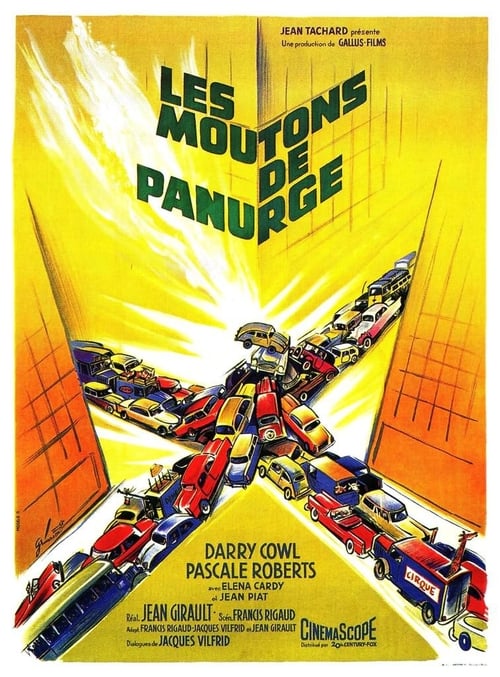 JEAN TACHARD présente
Une production de GALLUS-FILMS
LES
MOUTONS
DE
PANURGE
CIRQUE
DARRY COWL
PASCALE ROBERTS
avec ELENA CARDY
et JEAN PIAT
Réal. JEAN GIRAULT · Scén. FRANCIS RIGAUD
Adapt. FRANCIS RIGAUD-JACQUES VILFRID et JEAN GIRAULT
Dialogues de JACQUES VILFRID
CINEMASCOPE
Distribué par 20th CENTURY-FOX